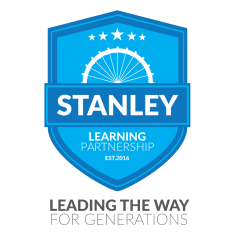 STANLEY
LEARNING
PARTNERSHIP
EST.2016
LEADING THE WAY
FOR GENERATIONS